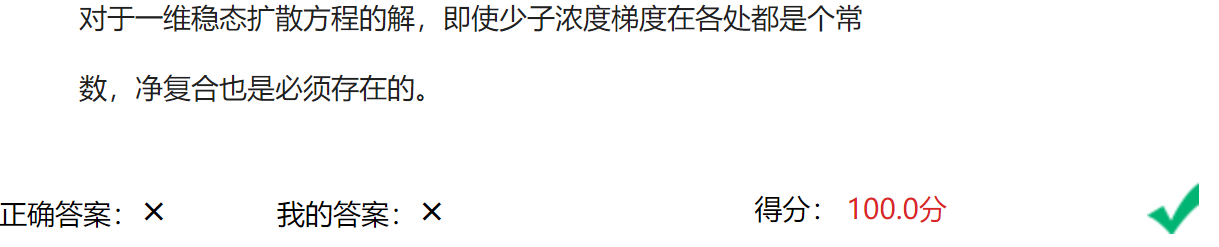 对于一维稳态扩散方程的解，即使少子浓度梯度在各处都是个常
数，净复合也是必须存在的。
正确答案：× 我的答案：× 得分： 100.0分